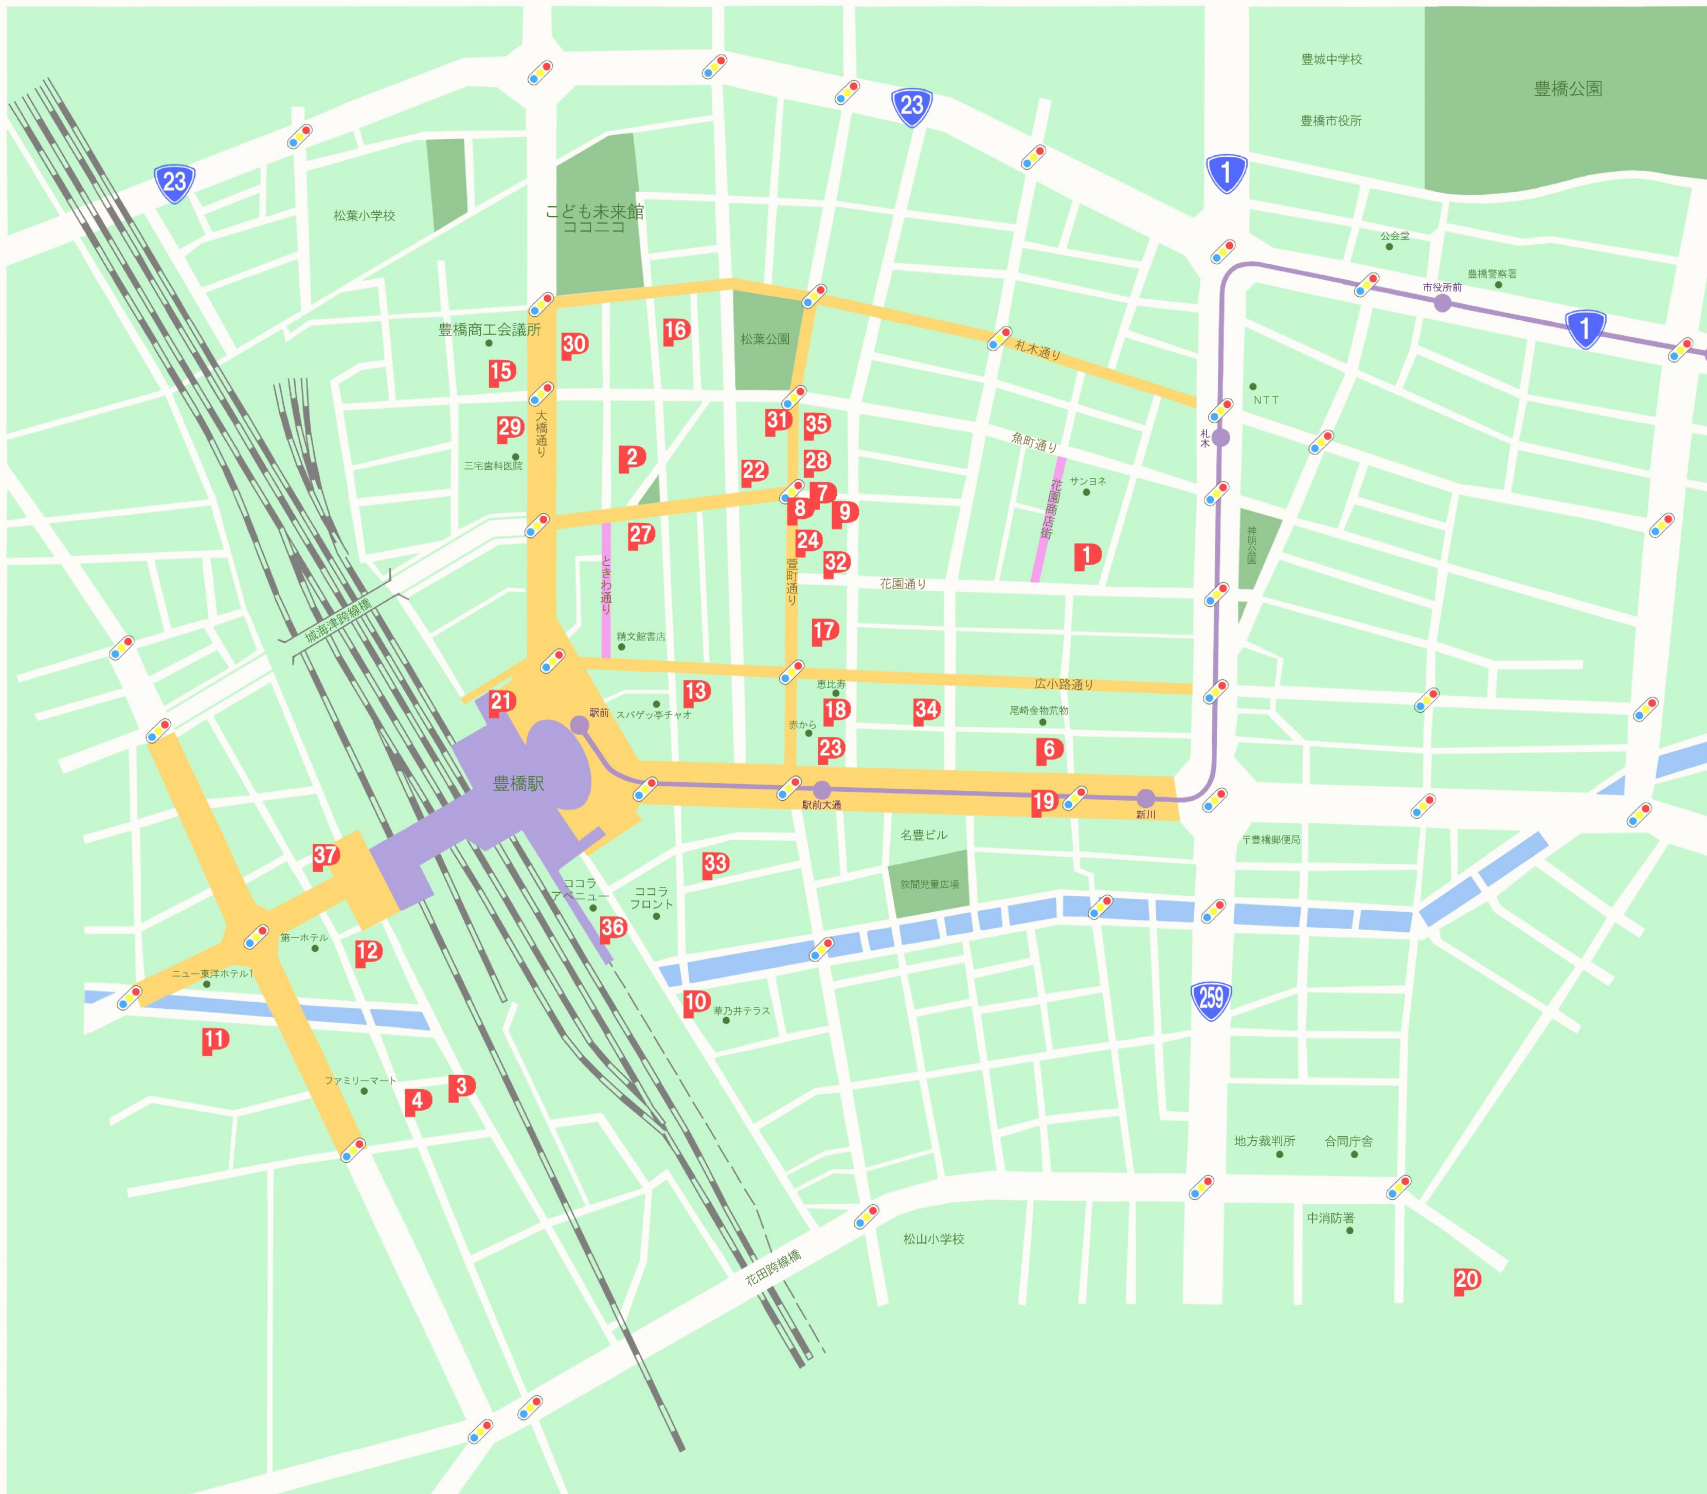 豊城中学校
豊橋公園
23
豊橋市役所
1
23
松葉小学校
こども未来館
ココニコ
公会堂
豊橋警察署
市役所前
1
豊橋商工会議所
30
16
松葉公園
札木通り
15
NTT
大橋通り
29
31
35
魚町通り
札木
三宅歯科医院
2
22
28
7
8
9
花園商店街
サンヨネ
27
24
32
1
神明公園
ときわ通り
萱町通り
花園通り
城海津跨線橋
17
精文館書店
21
13
恵比寿
広小路通り
駅前
スパゲッ亭チャオ
18
34
尾崎金物荒物
赤から
23
6
豊橋駅
駅前大通
19
新川
名豊ビル
〒豊橋郵便局
37
33
狭間児童広場
ココラ
アベニュー
ココラ
フロント
36
第一ホテル
12
ニュー東洋ホテル1
10
華乃井テラス
259
11
ファミリーマート
4
3
地方裁判所
合同庁舎
中消防署
松山小学校
花田跨線橋
20